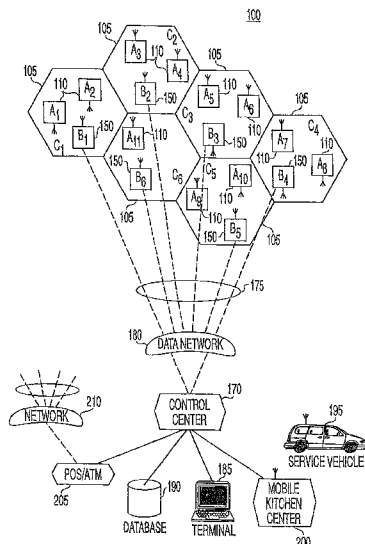 100
105
105
105
105
105
105
A3
110
C2
A4
110
A1
A2
B2
150
A5
110
A6
110
B1
150
C1
A11
110
C3
B3
150
C4
A7
110
A8
110
B4
150
B6
150
C6
C5
A10
110
A9
110
B5
150
175
180
DATA NETWORK
210
NETWORK
170
CONTROL
CENTER
195
SERVICE VEHICLE
POS/ATM
205
190
DATABASE
185
TERMINAL
MOBILE
KITCHEN
CENTER
200